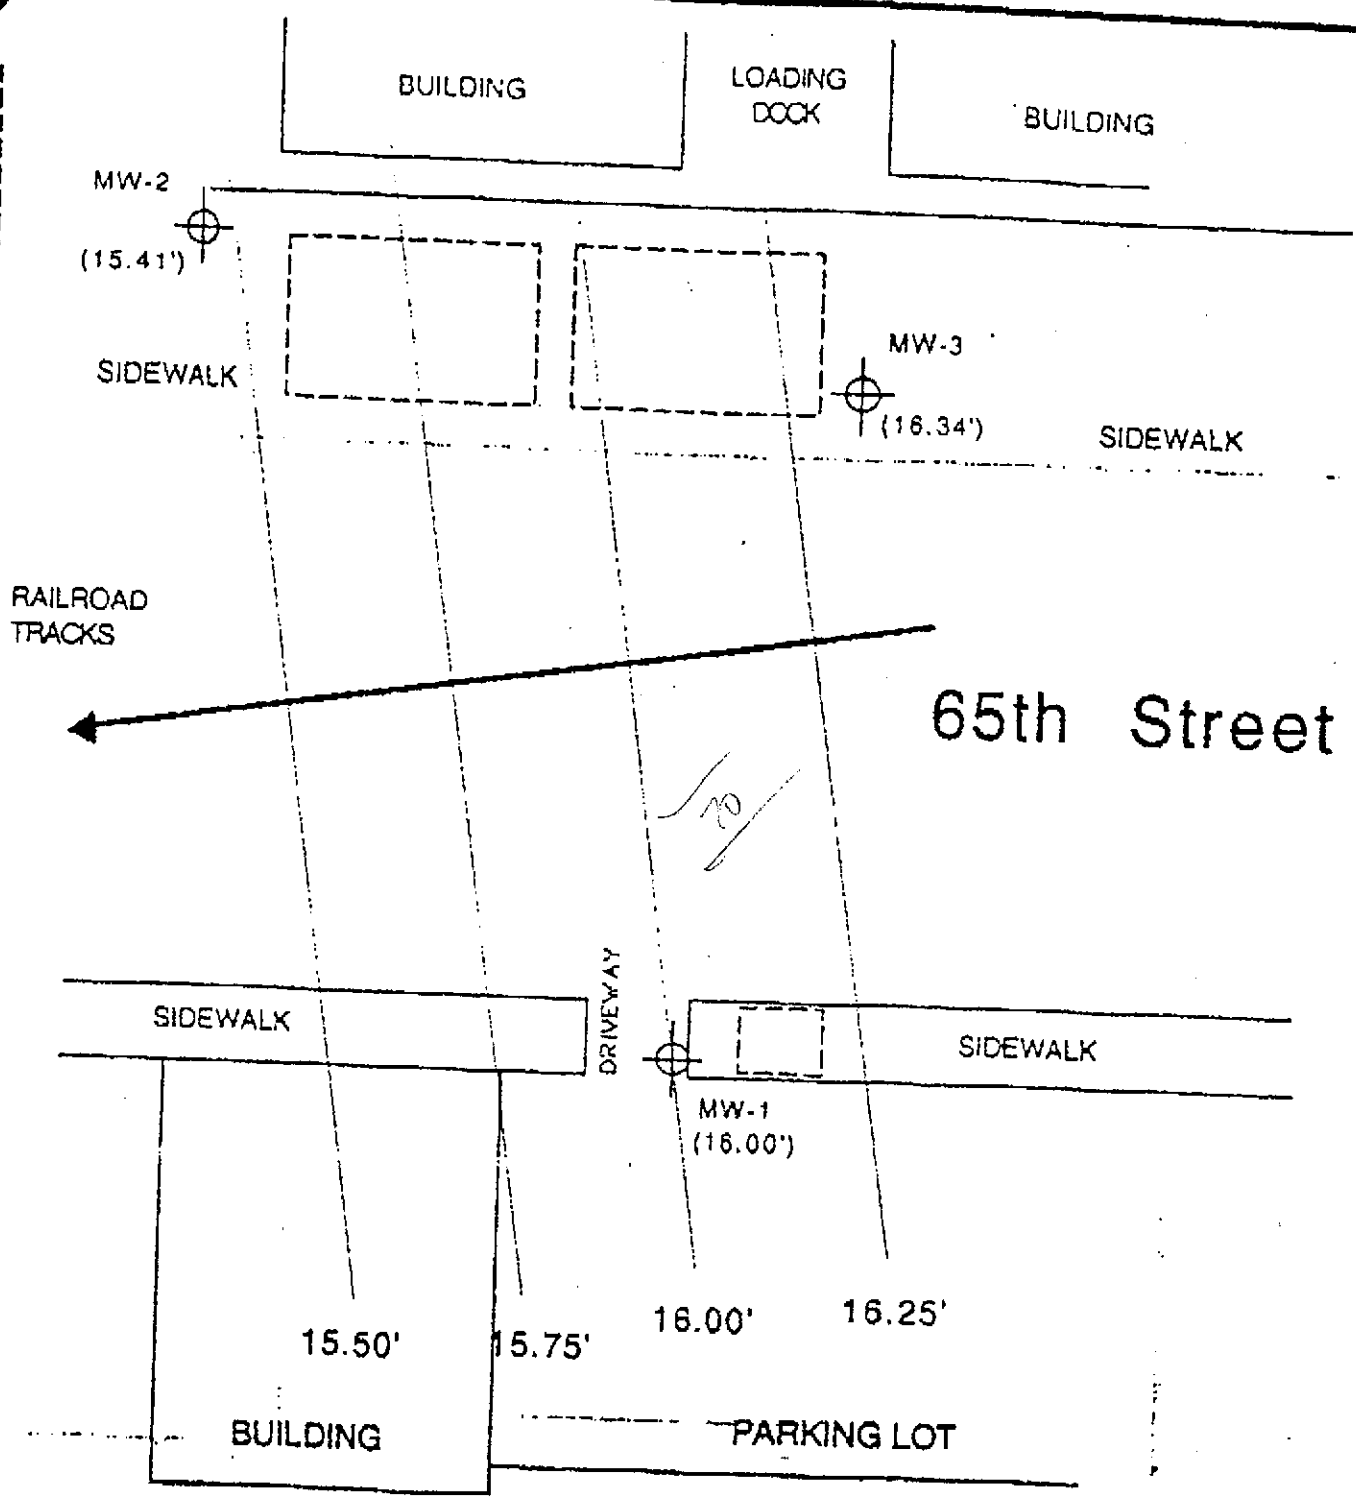 BUILDING
LOADING
DOCK
BUILDING
MW-2
(15.41')
MW-3
(16.34')
SIDEWALK
SIDEWALK
RAILROAD
TRACKS
65th Street
20
SIDEWALK
DRIVEWAY
SIDEWALK
MW-1
(16.00')
15.50'
15.75'
16.00'
16.25'
BUILDING
PARKING LOT